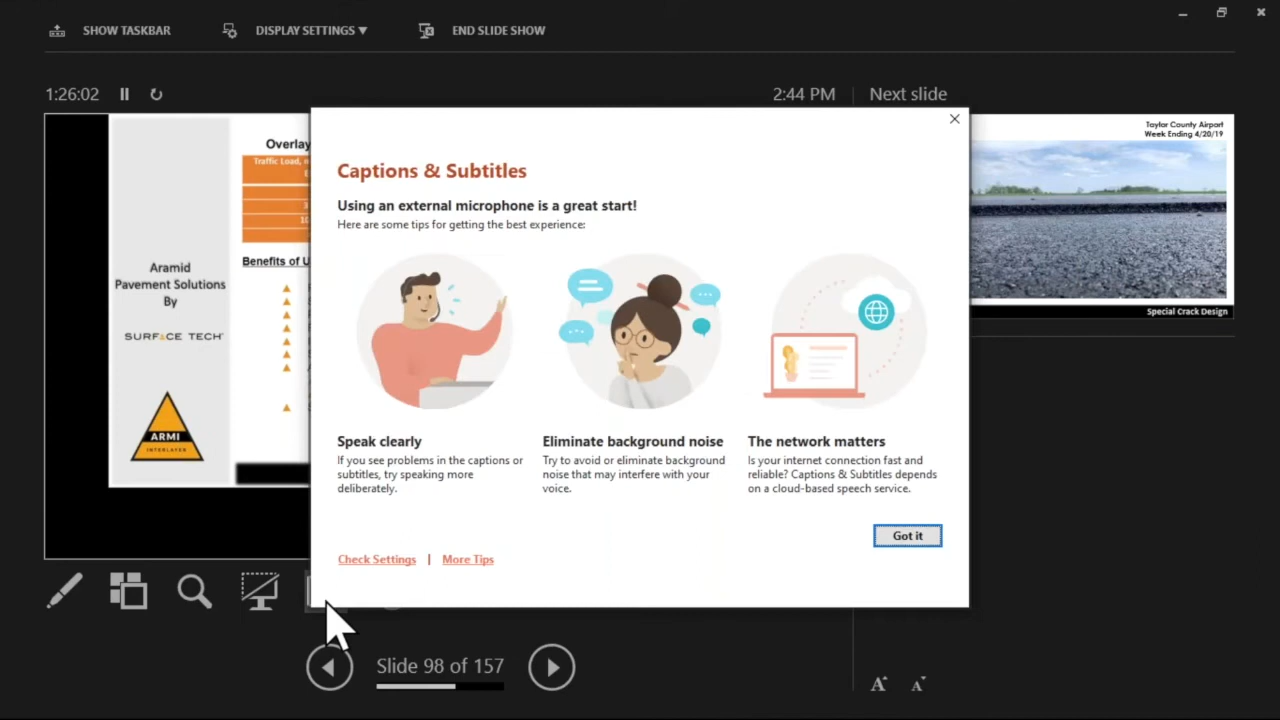 SHOW TASKBAR
DISPLAY SETTINGS ▼
END SLIDE SHOW
1:26:02
2:44 PM
Next slide
Aramid
Pavement Solutions
By
SURFACE TECH
ARMI
INTERLAYER
Traffic Load,
Benefits of
Captions & Subtitles
Using an external microphone is a great start!
Here are some tips for getting the best experience:
Speak clearly
If you see problems in the captions or
subtitles, try speaking more
deliberately.
Eliminate background noise
Try to avoid or eliminate background
noise that may interfere with your
voice.
The network matters
Is your internet connection fast and
reliable? Captions & Subtitles depends
on a cloud-based speech service.
Got it
Check Settings | More Tips
Taylor County Airport
Week Ending 4/20/19
Special Crack Design
Slide 98 of 157
A A